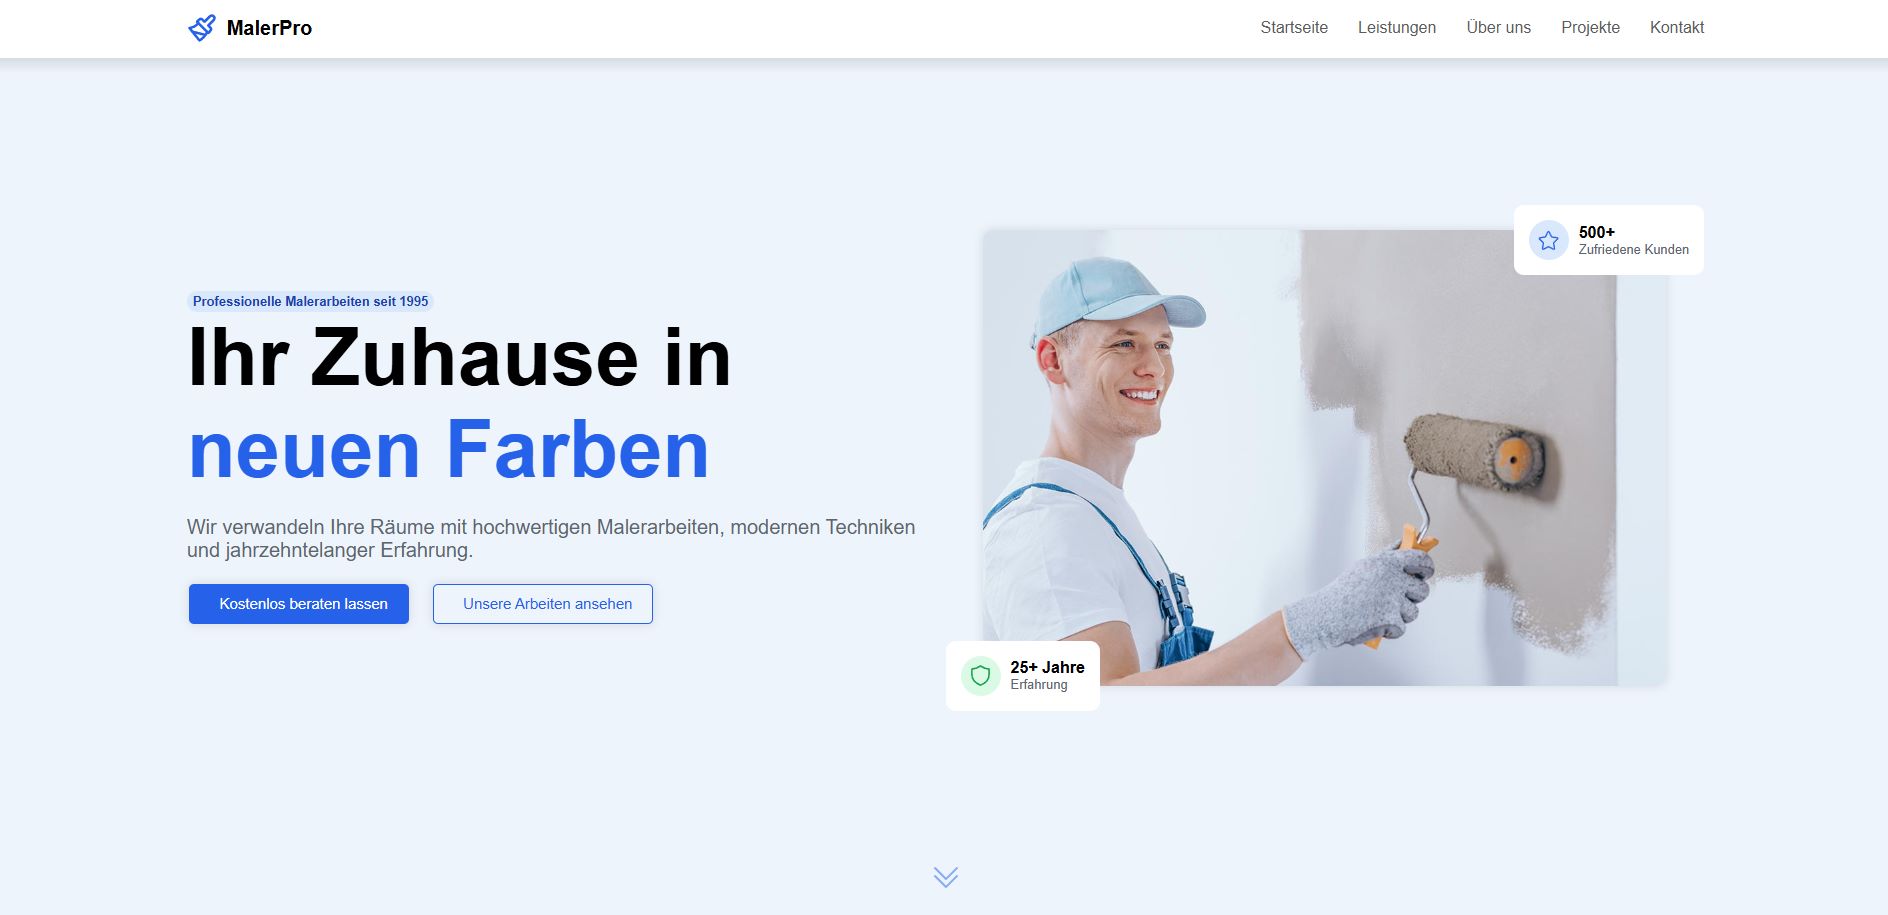 MalerPro
Startseite
Leistungen
Über uns
Projekte
Kontakt
Professionelle Malerarbeiten seit 1995
Ihr Zuhause in
neuen Farben
Wir verwandeln Ihre Räume mit hochwertigen Malerarbeiten, modernen Techniken
und jahrzehntelanger Erfahrung.
Kostenlos beraten lassen
Unsere Arbeiten ansehen
500+
Zufriedene Kunden
25+ Jahre
Erfahrung